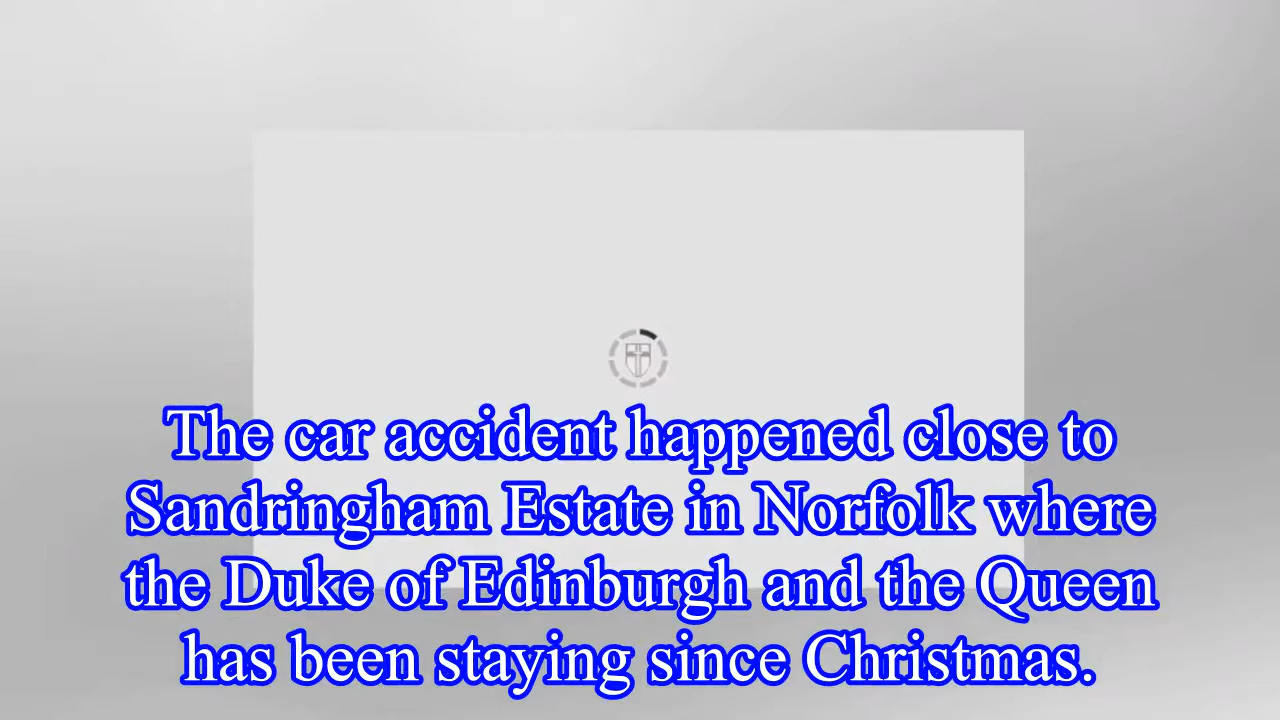 The car accident happened close to
Sandringham Estate in Norfolk where
the Duke of Edinburgh and the Queen
has been staying since Christmas.